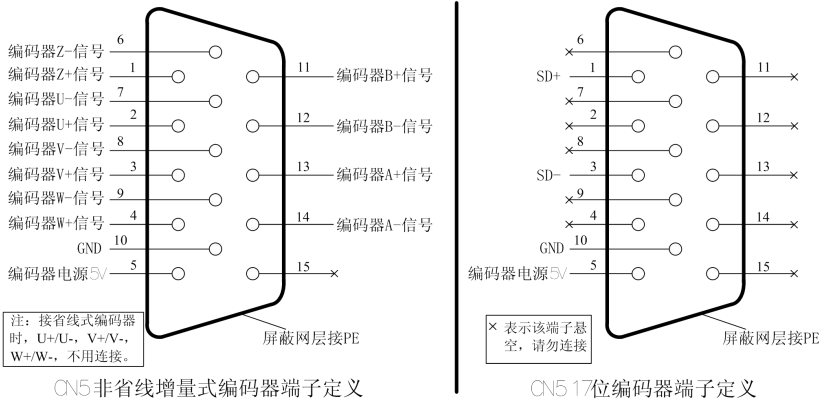 编码器Z-信号 6
编码器Z+信号 1
编码器U-信号 7
编码器U+信号 2
编码器V-信号 8
编码器V+信号 3
编码器W-信号 9
编码器W+信号 4
GND 10
编码器电源5V 5
11 编码器B+信号
12 编码器B-信号
13 编码器A+信号
14 编码器A-信号
15 ×
屏蔽网层接PE
注: 接省线式编码器
时, U+/U-, V+/V-,
W+/W-, 不用连接。
CN5非省线增量式编码器端子定义
× 6
SD+ 1
× 7
× 2
× 8
SD- 3
× 9
× 4
GND 10
编码器电源5V 5
11 ×
12 ×
13 ×
14 ×
15 ×
屏蔽网层接PE
× 表示该端子悬
空, 请勿连接
CN5 17位编码器端子定义